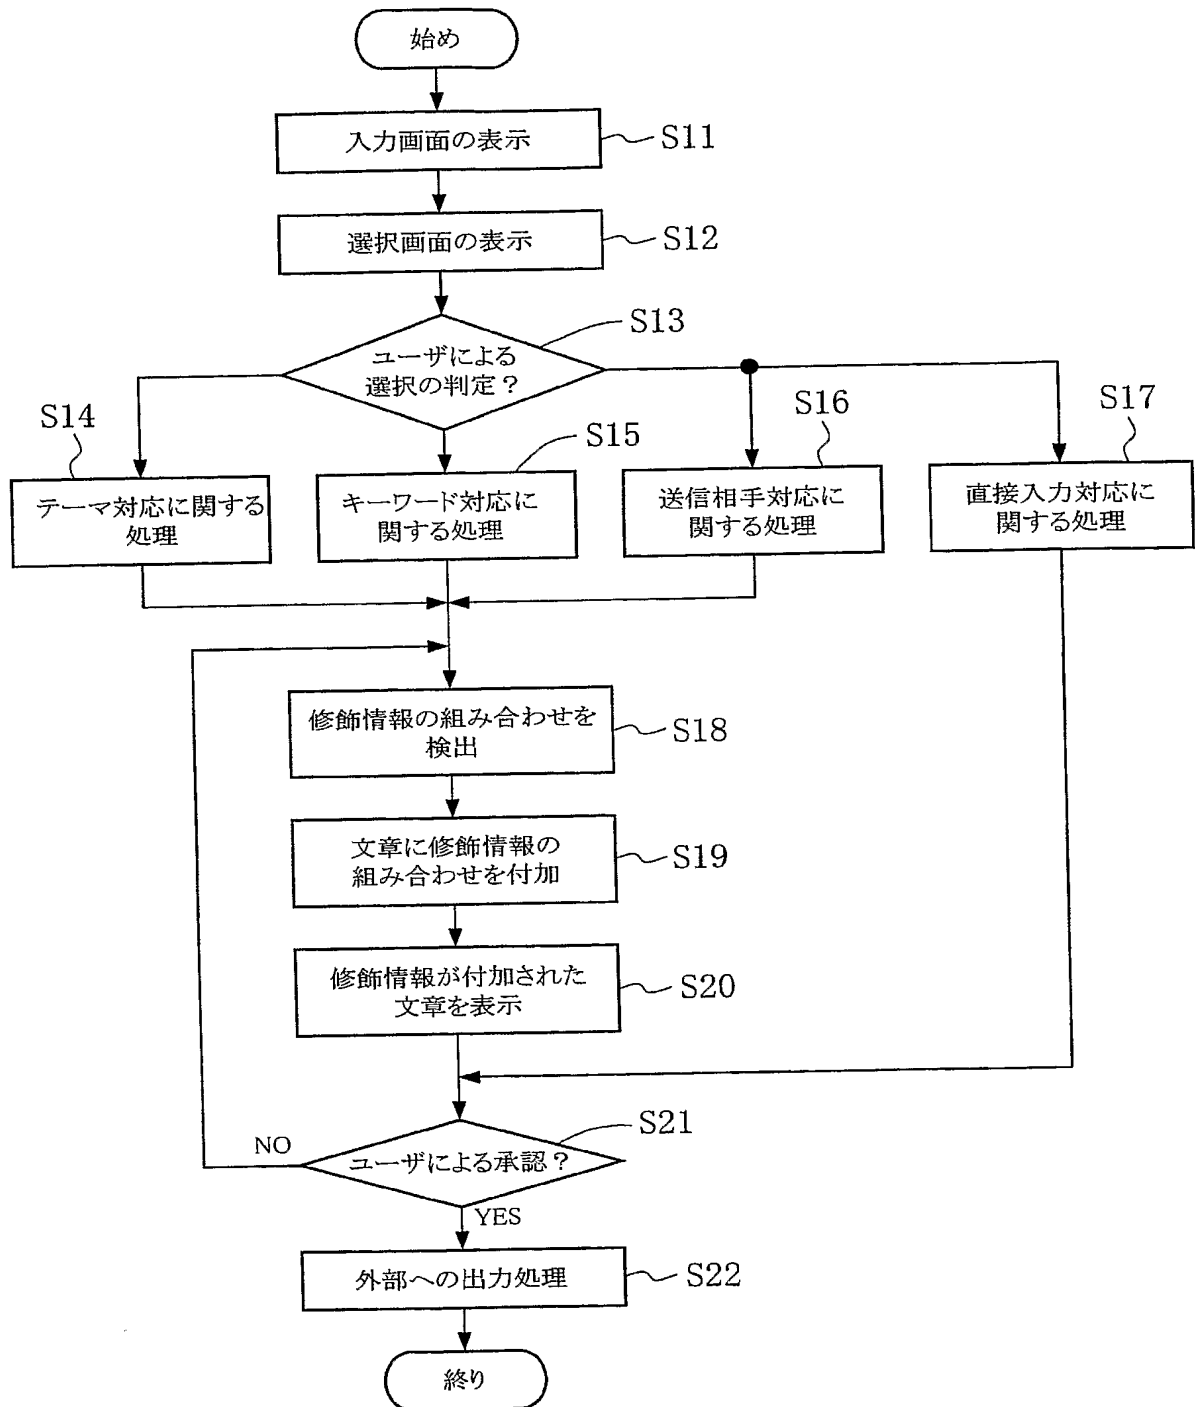 始め
入力画面の表示
S11
選択画面の表示
S12
S13
ユーザによる
選択の判定？
S14
S15
S16
S17
テーマ対応に関する
処理
キーワード対応に
関する処理
送信相手対応に
関する処理
直接入力対応に
関する処理
修飾情報の組み合わせを
検出
S18
文章に修飾情報の
組み合わせを付加
S19
修飾情報が付加された
文章を表示
S20
S21
NO
ユーザによる承認？
YES
外部への出力処理
S22
終り